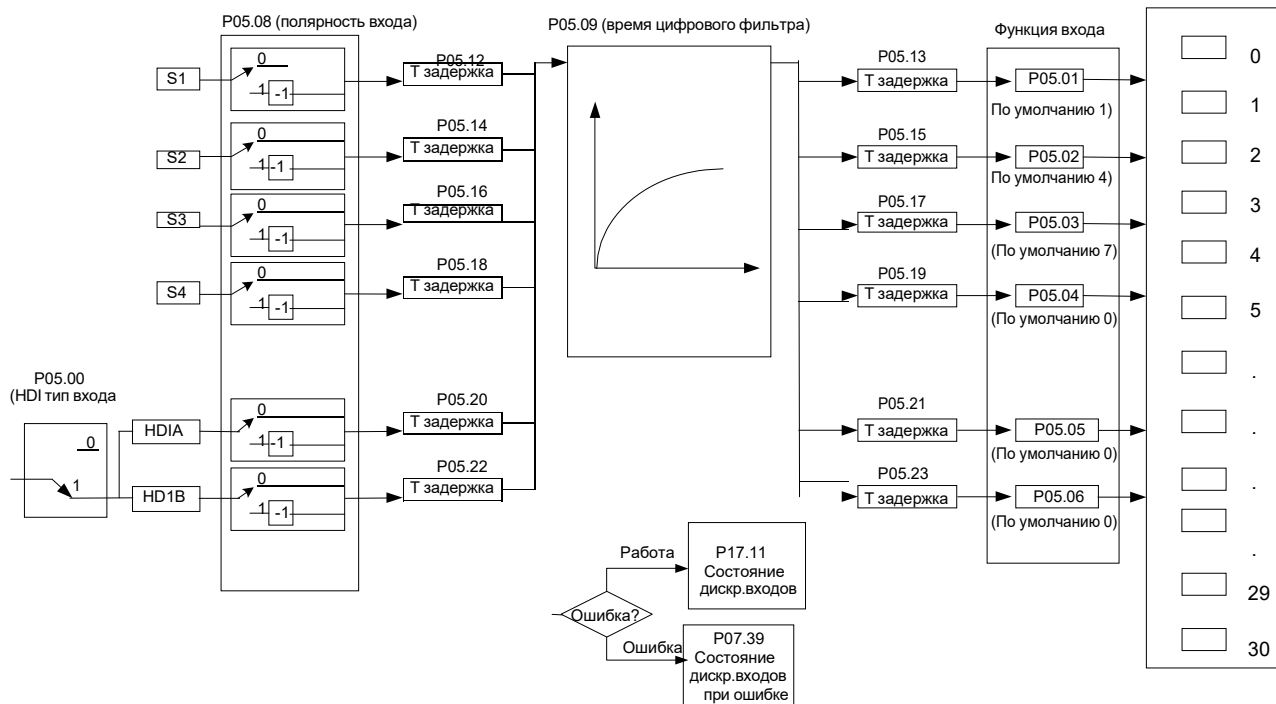 P05.08 (полярность входа)
P05.09 (время цифрового фильтра)
Функция входа
S1
0
1
-1
P05.12
Т задержка
P05.13
Т задержка
P05.01
По умолчанию 1)
S2
0
1
-1
P05.14
Т задержка
P05.15
Т задержка
P05.02
По умолчанию 4)
S3
0
1
-1
P05.16
Т задержка
P05.17
Т задержка
P05.03
(По умолчанию 7)
S4
0
1
-1
P05.18
Т задержка
P05.19
Т задержка
P05.04
(По умолчанию 0)
P05.00
(HDI тип входа
0
1
HDIA
0
1
-1
P05.20
Т задержка
P05.21
Т задержка
P05.05
(По умолчанию 0)
HD1B
0
1
-1
P05.22
Т задержка
P05.23
Т задержка
P05.06
(По умолчанию 0)
0
1
2
3
4
5
.
.
.
.
29
30
Ошибка?
Работа
P17.11
Состояние
дискр.входов
Ошибка
P07.39
Состояние
дискр.входов
при ошибке